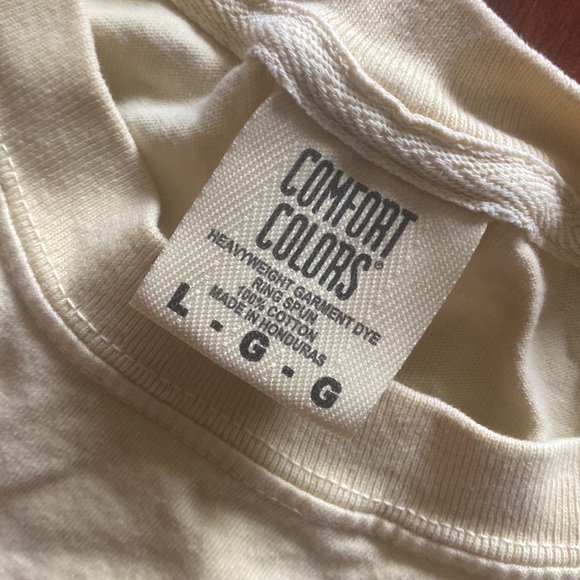 COMFORT
COLORS®
HEAVYWEIGHT GARMENT DYE
RING SPUN
100% COTTON
MADE IN HONDURAS
L - G - G